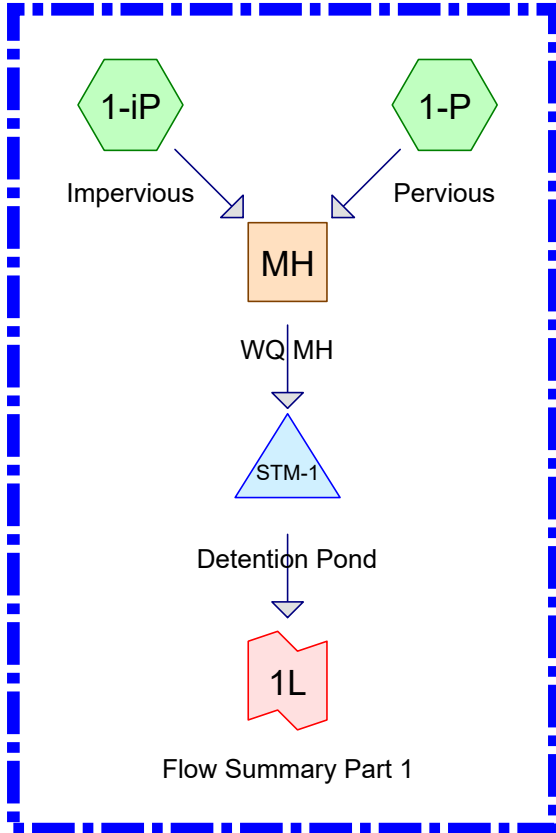 1-iP
1-P
Impervious
Pervious
MH
WQ MH
STM-1
Detention Pond
1L
Flow Summary Part 1